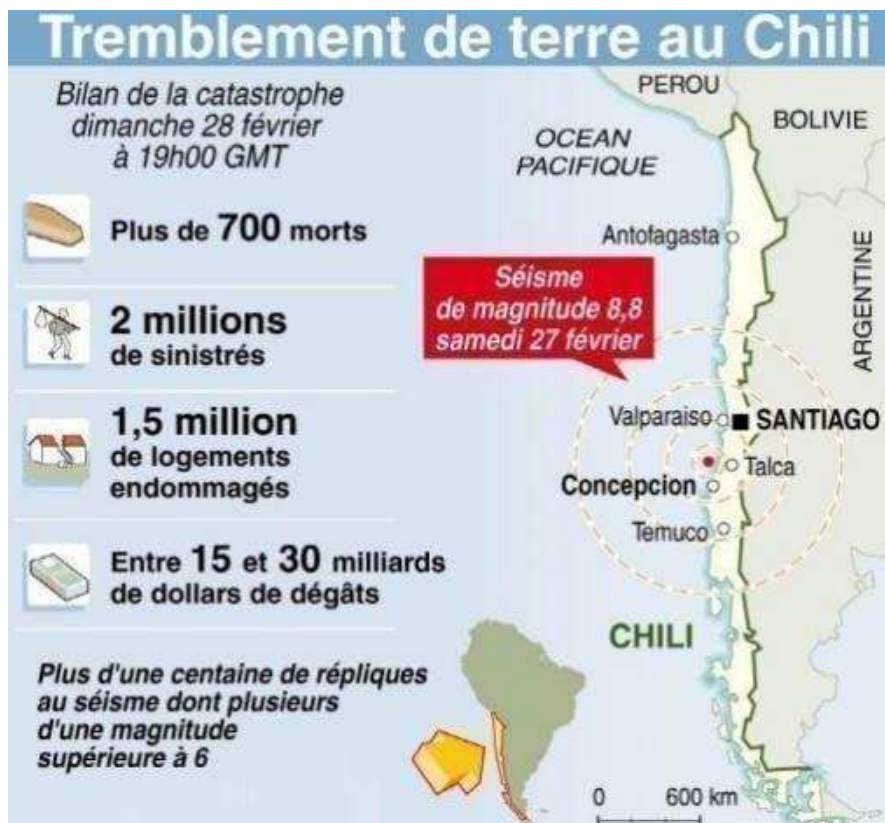 Tremblement de terre au Chili
Bilan de la catastrophe
dimanche 28 février
à 19h00 GMT
Plus de 700 morts
2 millions
de sinistrés
1,5 million
de logements
endommagés
Entre 15 et 30 milliards
de dollars de dégâts
Plus d'une centaine de répliques
au séisme dont plusieurs
d'une magnitude
supérieure à 6
PEROU
BOLIVIE
OCEAN
PACIFIQUE
Antofagasta
ARGENTINE
Séisme
de magnitude 8,8
samedi 27 février
Valparaiso
SANTIAGO
Talca
Concepcion
Temuco
CHILI
0 600 km